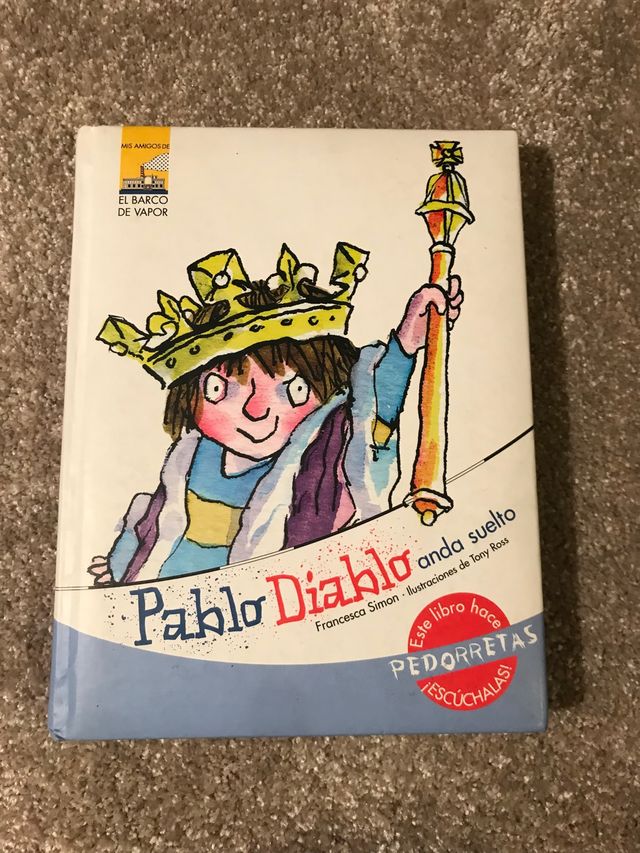 MIS AMIGOS DE
EL BARCO
DE VAPOR
Pablo Diablo anda suelto
Francesca Simon · Ilustraciones de Tony Ross
Este libro hace
PEDORRETAS
¡ESCÚCHALAS!